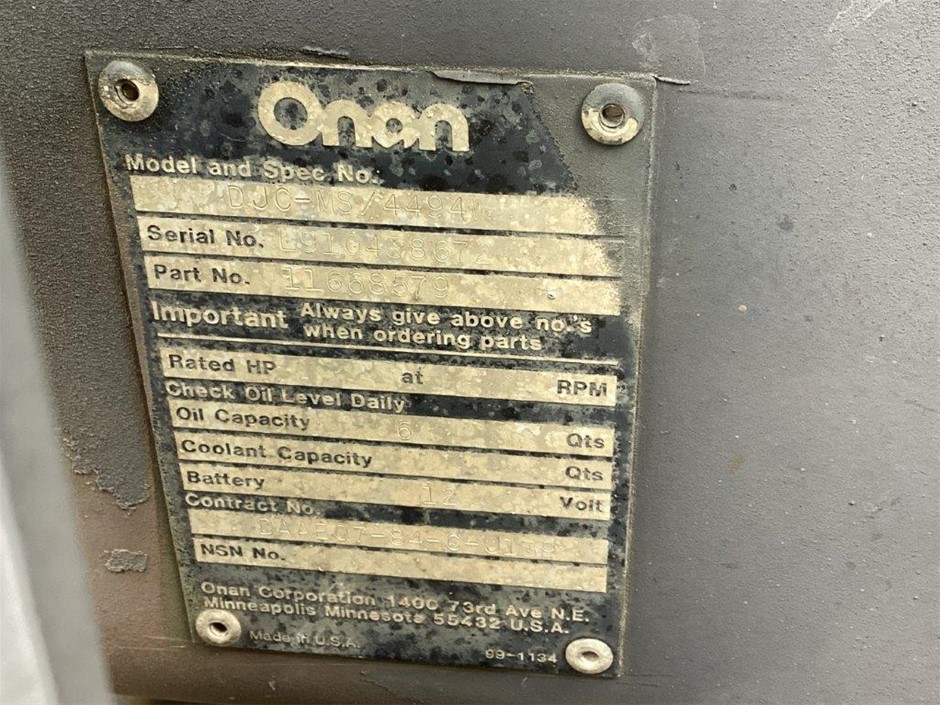 Onan
Model and Spec No.
DJC-MS/4494
Serial No.
Part No. 11668679
Important Always give above no.'s
when ordering parts
Rated HP at RPM
Check Oil Level Daily
Oil Capacity 6 Qts
Coolant Capacity Qts
Battery 12 Volt
Contract No.
NSN No.
Onan Corporation 1400 73rd Ave N.E.
Minneapolis Minnesota 55432 U.S.A.
Made in U.S.A. 99-1134